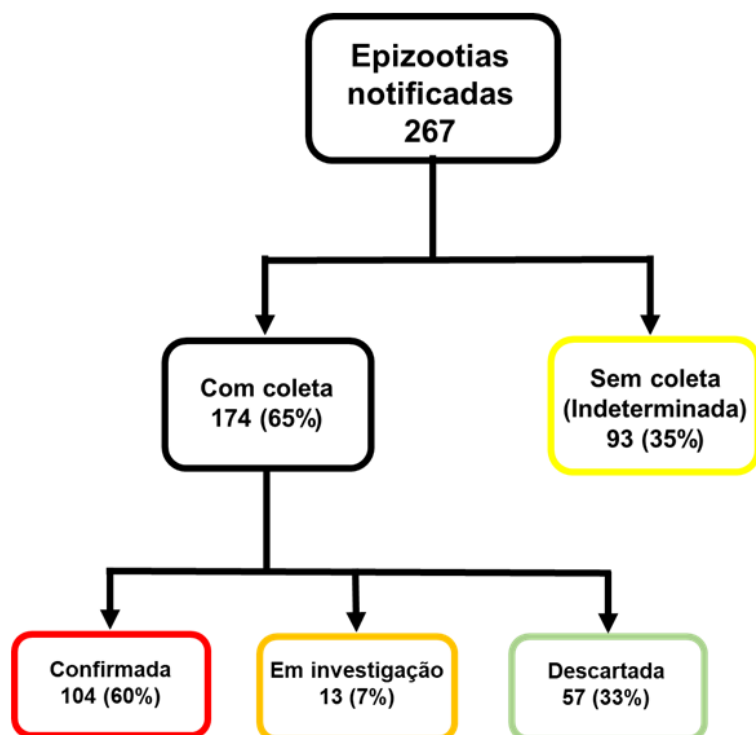 Epizootias
notificadas
267
Com coleta
174 (65%)
Sem coleta
(Indeterminada)
93 (35%)
Confirmada
104 (60%)
Em investigação
13 (7%)
Descartada
57 (33%)